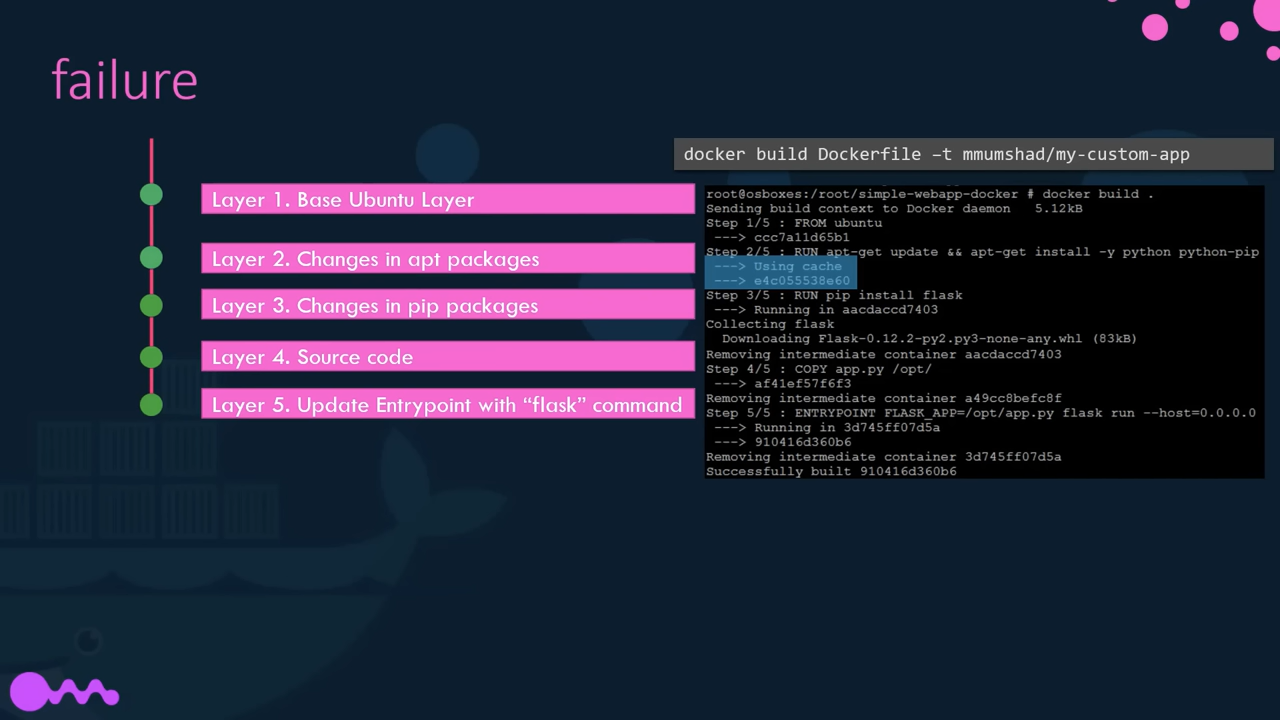 failure
docker build Dockerfile –t mmumshad/my-custom-app
Layer 1. Base Ubuntu Layer
Layer 2. Changes in apt packages
Layer 3. Changes in pip packages
Layer 4. Source code
Layer 5. Update Entrypoint with “flask” command
root@osboxes:/root/simple-webapp-docker # docker build .
Sending build context to Docker daemon   5.12kB
Step 1/5 : FROM ubuntu
 ---> ccc7a11d65b1
Step 2/5 : RUN apt-get update && apt-get install -y python python-pip
 ---> Using cache
 ---> e4c055538e60
Step 3/5 : RUN pip install flask
 ---> Running in aacdaccd7403
Collecting flask
  Downloading Flask-0.12.2-py2.py3-none-any.whl (83kB)
Removing intermediate container aacdaccd7403
Step 4/5 : COPY app.py /opt/
 ---> af41ef57f6f3
Removing intermediate container a49cc8befc8f
Step 5/5 : ENTRYPOINT FLASK_APP=/opt/app.py flask run --host=0.0.0.0
 ---> Running in 3d745ff07d5a
 ---> 910416d360b6
Removing intermediate container 3d745ff07d5a
Successfully built 910416d360b6